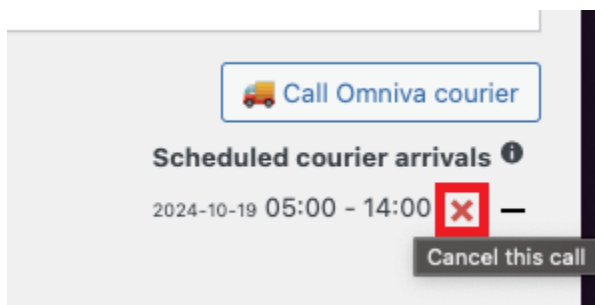 🚚 Call Omniva courier
Scheduled courier arrivals
2024-10-19 05:00 - 14:00
Cancel this call